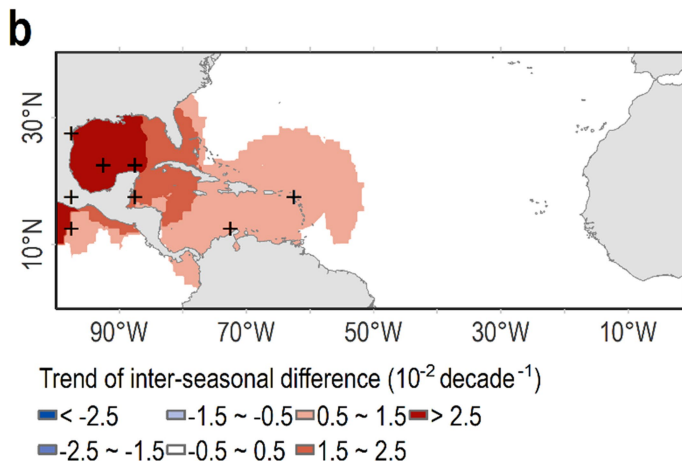 b
30°N
10°N
90°W 70°W 50°W 30°W 10°W
Trend of inter-seasonal difference (10⁻² decade⁻¹)
< -2.5 -1.5 ~ -0.5 0.5 ~ 1.5 > 2.5
-2.5 ~ -1.5 -0.5 ~ 0.5 1.5 ~ 2.5